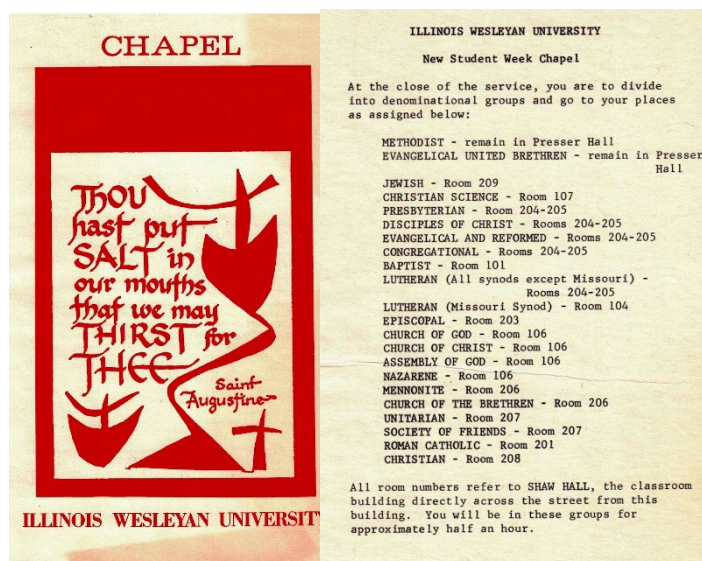 CHAPEL
Thou
hast put
SALT in
our mouths
that we may
THIRST for
THEE
Saint
Augustine
ILLINOIS WESLEYAN UNIVERSIT
ILLINOIS WESLEYAN UNIVERSITY
New Student Week Chapel
At the close of the service, you are to divide
into denominational groups and go to your places
as assigned below:
METHODIST - remain in Presser Hall
EVANGELICAL UNITED BRETHREN - remain in Presser
Hall
JEWISH - Room 209
CHRISTIAN SCIENCE - Room 107
PRESBYTERIAN - Room 204-205
DISCIPLES OF CHRIST - Rooms 204-205
EVANGELICAL AND REFORMED - Rooms 204-205
CONGREGATIONAL - Rooms 204-205
BAPTIST - Room 101
LUTHERAN (All synods except Missouri) -
Rooms 204-205
LUTHERAN (Missouri Synod) - Room 104
EPISCOPAL - Room 203
CHURCH OF GOD - Room 106
CHURCH OF CHRIST - Room 106
ASSEMBLY OF GOD - Room 106
NAZARENE - Room 106
MENNONITE - Room 206
CHURCH OF THE BRETHREN - Room 206
UNITARIAN - Room 207
SOCIETY OF FRIENDS - Room 207
ROMAN CATHOLIC - Room 201
CHRISTIAN - Room 208
All room numbers refer to SHAW HALL, the classroom
building directly across the street from this
building. You will be in these groups for
approximately half an hour.